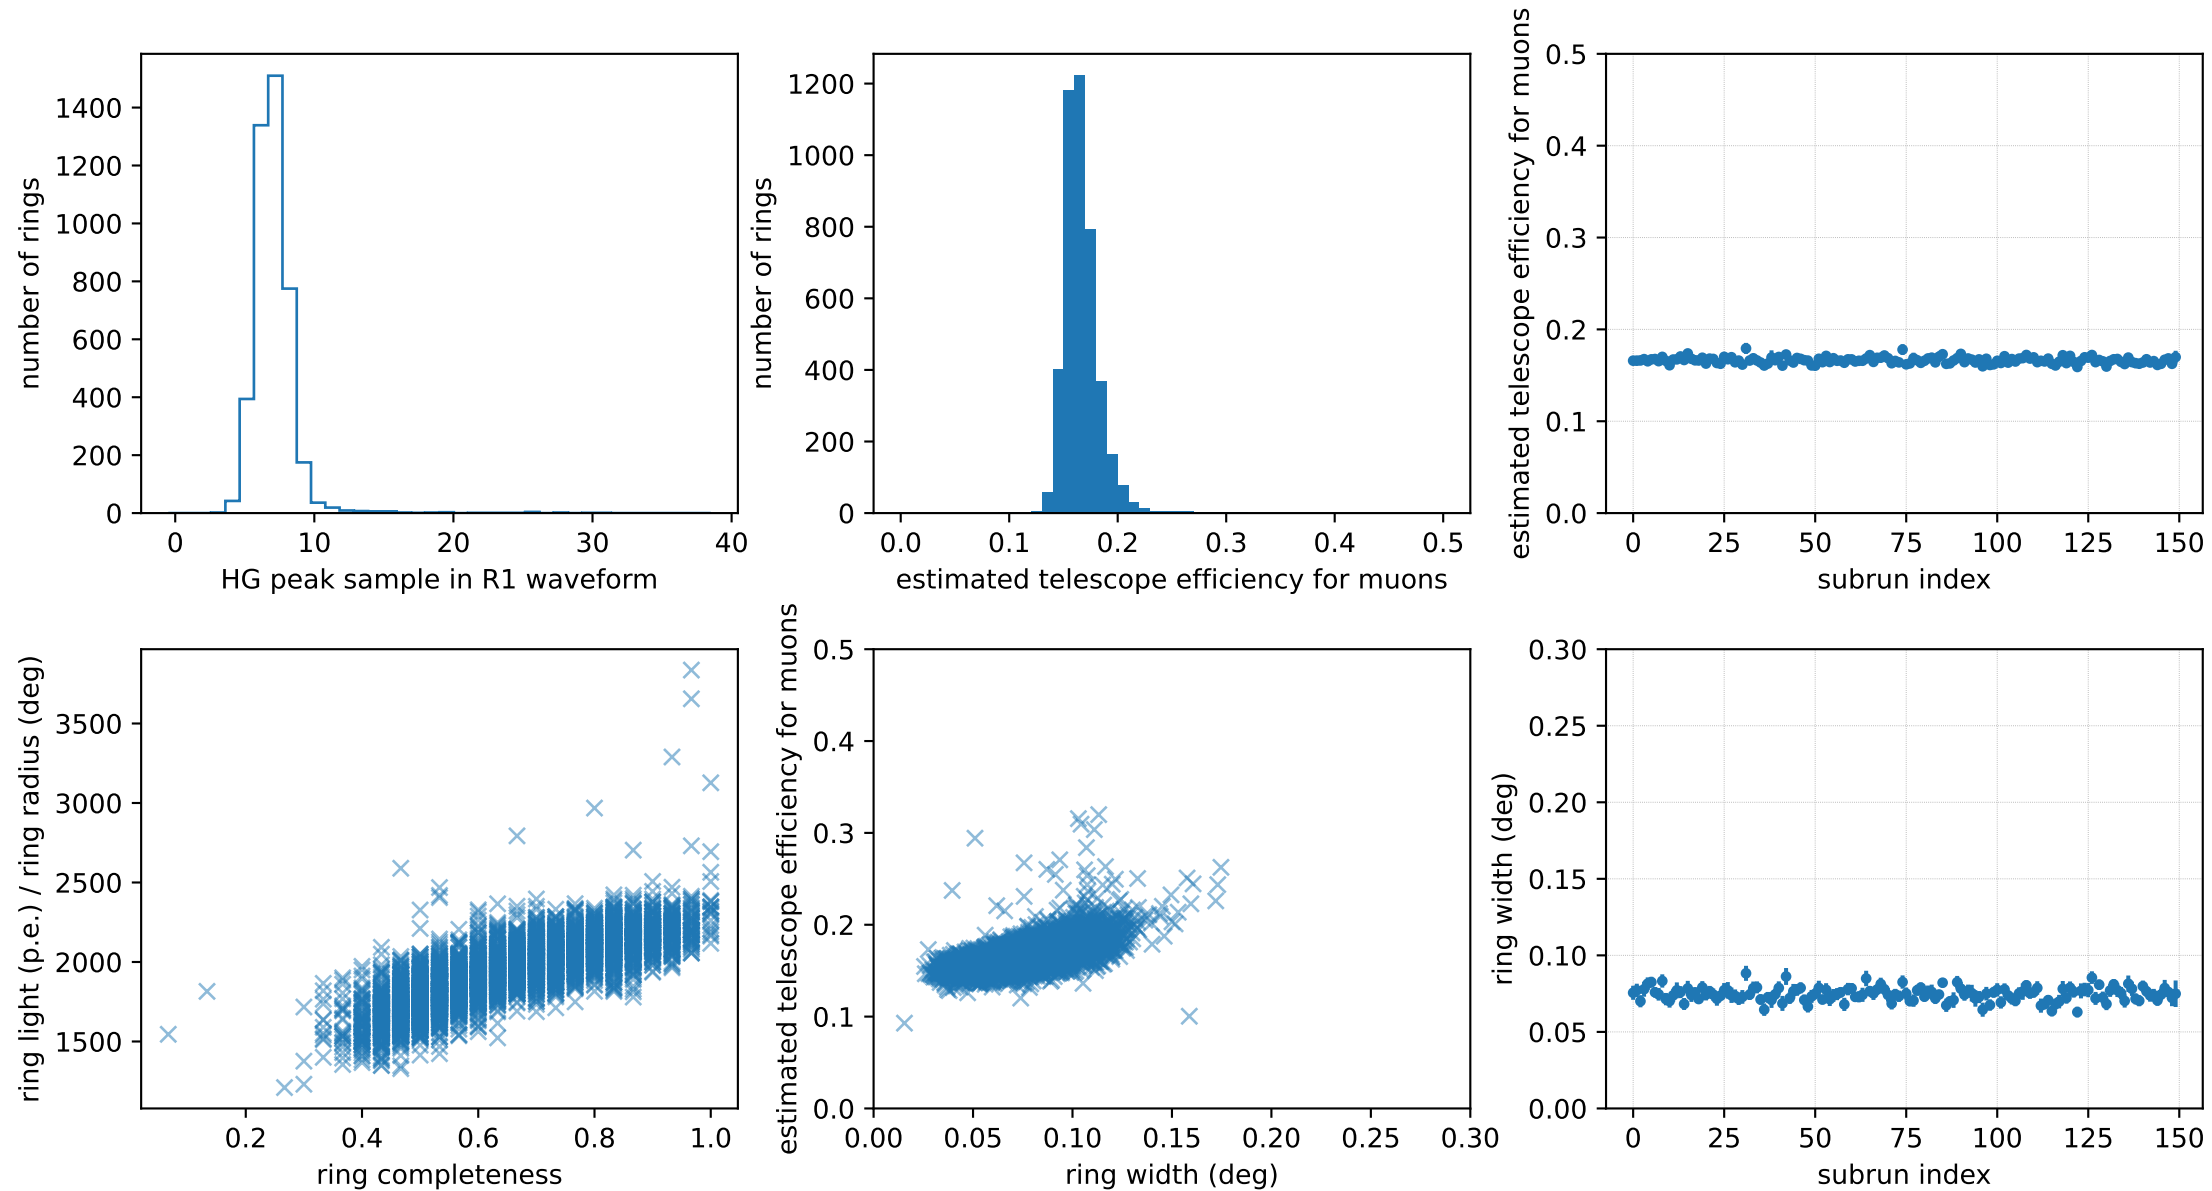 1400
1200
1000
800
600
400
200
0
number of rings
0 10 20 30 40
HG peak sample in R1 waveform
1200
1000
800
600
400
200
0
number of rings
0.0 0.1 0.2 0.3 0.4 0.5
estimated telescope efficiency for muons
0.5
0.4
0.3
0.2
0.1
0.0
estimated telescope efficiency for muons
0 25 50 75 100 125 150
subrun index
3500
3000
2500
2000
1500
ring light (p.e.) / ring radius (deg)
0.2 0.4 0.6 0.8 1.0
ring completeness
0.5
0.4
0.3
0.2
0.1
0.0
estimated telescope efficiency for muons
0.00 0.05 0.10 0.15 0.20 0.25 0.30
ring width (deg)
0.30
0.25
0.20
0.15
0.10
0.05
0.00
ring width (deg)
0 25 50 75 100 125 150
subrun index